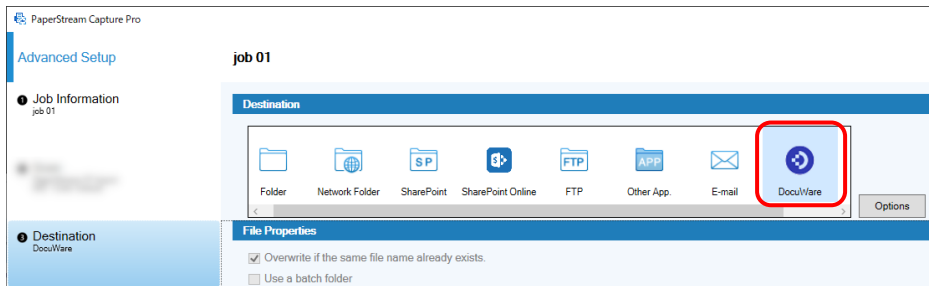 PaperStream Capture Pro
Advanced Setup
job 01
1 Job Information
job 01
Destination
SP
FTP
APP
Folder
Network Folder
SharePoint
SharePoint Online
FTP
Other App.
E-mail
DocuWare
Options
3 Destination
DocuWare
File Properties
Overwrite if the same file name already exists.
Use a batch folder